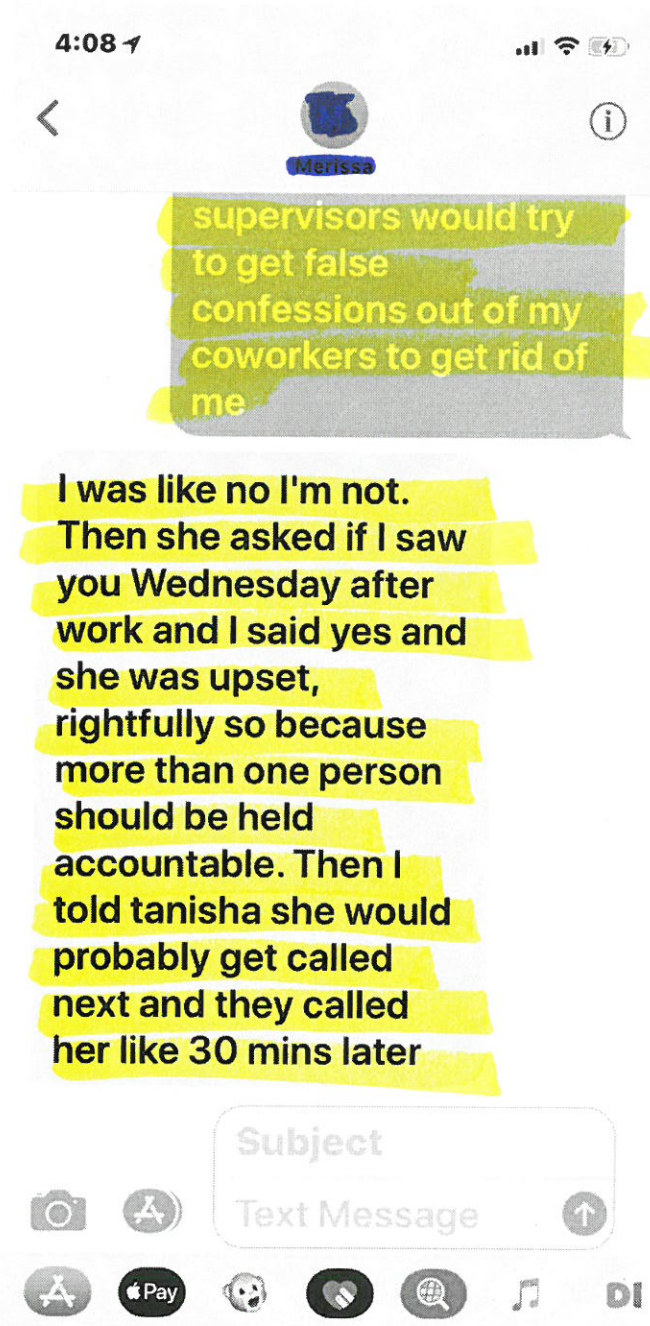 4:08
Merissa
supervisors would try
to get false
confessions out of my
coworkers to get rid of
me
I was like no I'm not.
Then she asked if I saw
you Wednesday after
work and I said yes and
she was upset,
rightfully so because
more than one person
should be held
accountable. Then I
told tanisha she would
probably get called
next and they called
her like 30 mins later
Subject
Text Message
Pay